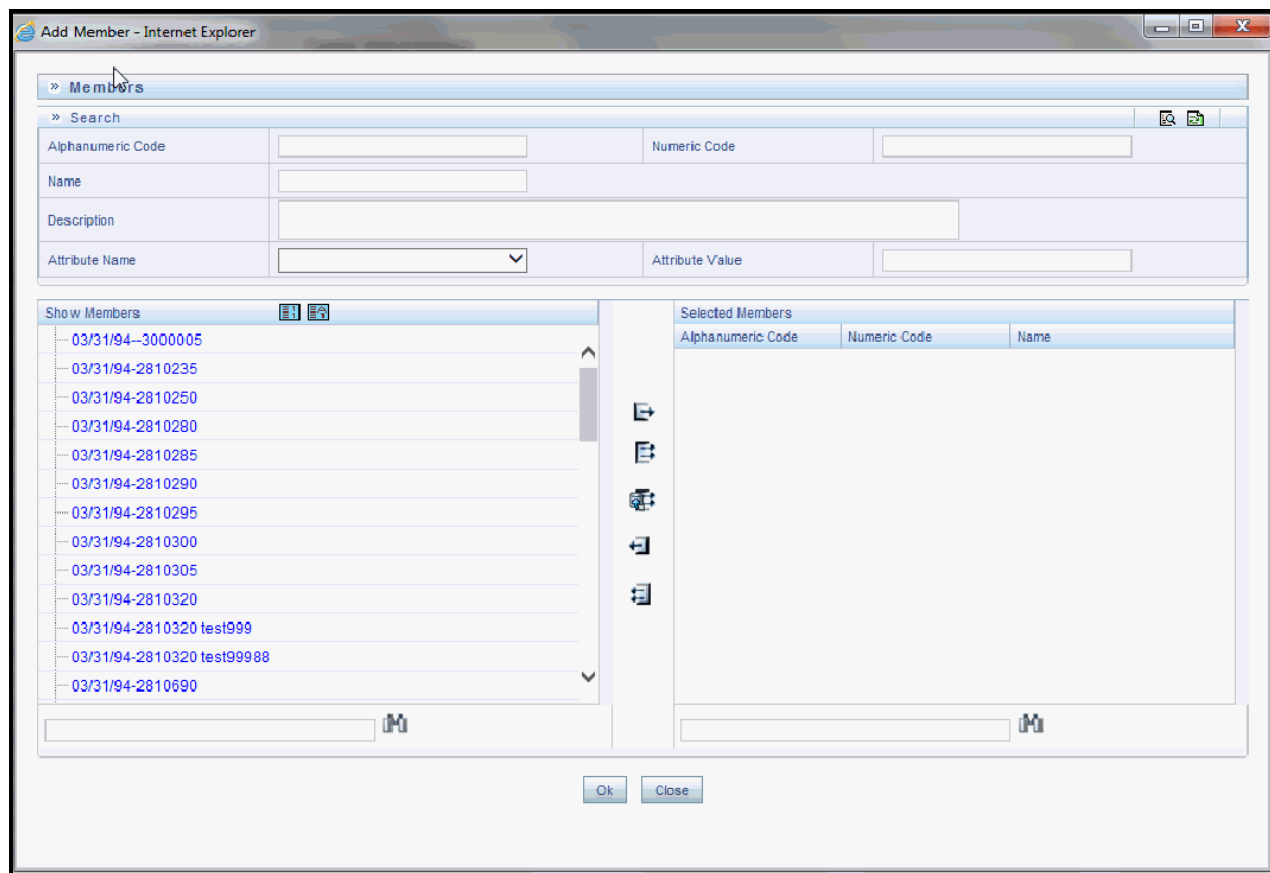 Add Member - Internet Explorer
» Members
» Search
Alphanumeric Code
Numeric Code
Name
Description
Attribute Name
Attribute Value
Show Members
03/31/94--3000005
03/31/94-2810235
03/31/94-2810250
03/31/94-2810280
03/31/94-2810285
03/31/94-2810290
03/31/94-2810295
03/31/94-2810300
03/31/94-2810305
03/31/94-2810320
03/31/94-2810320 test999
03/31/94-2810320 test99988
03/31/94-2810690
Selected Members
Alphanumeric Code Numeric Code Name
Ok Close